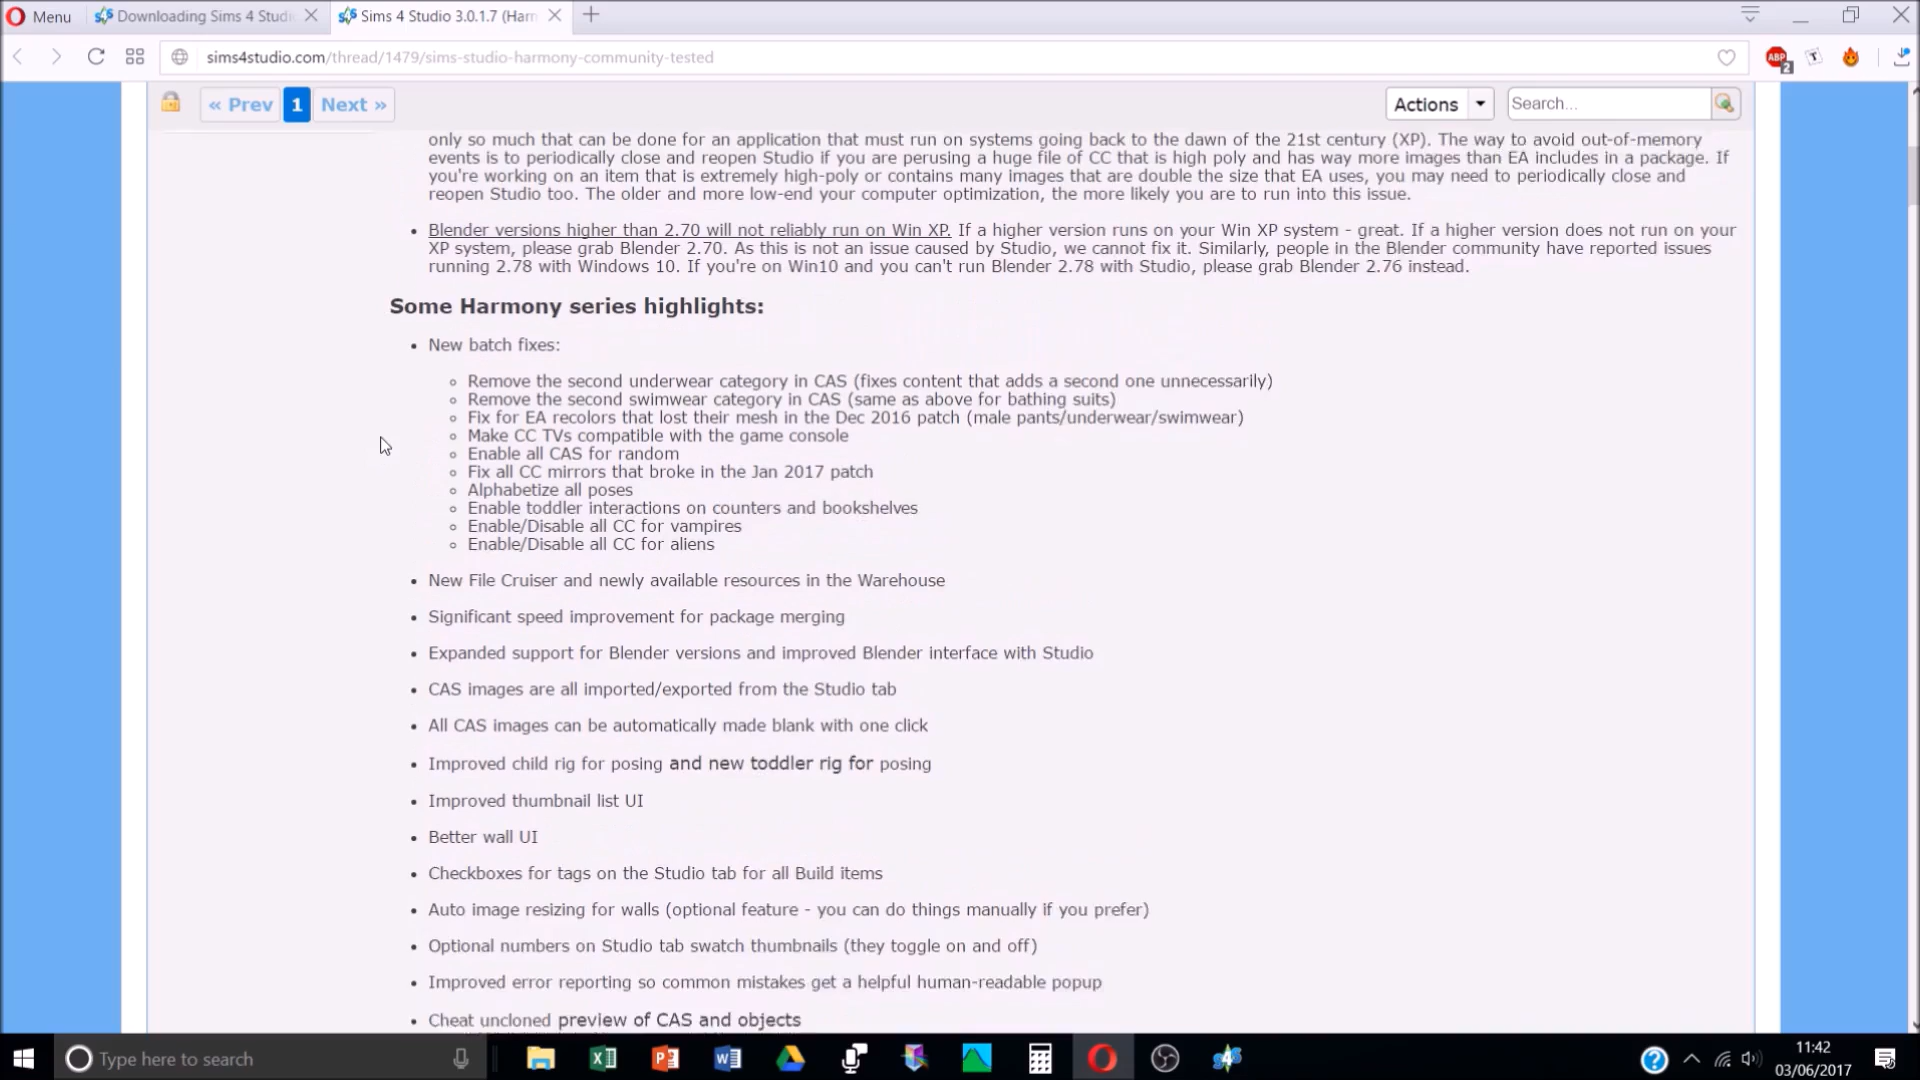 Menu
Downloading Sims 4 Studi
Sims 4 Studio 3.0.1.7 (Harm
sims4studio.com/thread/1479/sims-studio-harmony-community-tested
ABP
2
T
« Prev
1
Next »
Actions
Search...
only so much that can be done for an application that must run on systems going back to the dawn of the 21st century (XP). The way to avoid out-of-memory
events is to periodically close and reopen Studio if you are perusing a huge file of CC that is high poly and has way more images than EA includes in a package. If
you're working on an item that is extremely high-poly or contains many images that are double the size that EA uses, you may need to periodically close and
reopen Studio too. The older and more low-end your computer optimization, the more likely you are to run into this issue.
Blender versions higher than 2.70 will not reliably run on Win XP. If a higher version runs on your Win XP system - great. If a higher version does not run on your
XP system, please grab Blender 2.70. As this is not an issue caused by Studio, we cannot fix it. Similarly, people in the Blender community have reported issues
running 2.78 with Windows 10. If you're on Win10 and you can't run Blender 2.78 with Studio, please grab Blender 2.76 instead.
Some Harmony series highlights:
New batch fixes:
Remove the second underwear category in CAS (fixes content that adds a second one unnecessarily)
Remove the second swimwear category in CAS (same as above for bathing suits)
Fix for EA recolors that lost their mesh in the Dec 2016 patch (male pants/underwear/swimwear)
Make CC TVs compatible with the game console
Enable all CAS for random
Fix all CC mirrors that broke in the Jan 2017 patch
Alphabetize all poses
Enable toddler interactions on counters and bookshelves
Enable/Disable all CC for vampires
Enable/Disable all CC for aliens
New File Cruiser and newly available resources in the Warehouse
Significant speed improvement for package merging
Expanded support for Blender versions and improved Blender interface with Studio
CAS images are all imported/exported from the Studio tab
All CAS images can be automatically made blank with one click
Improved child rig for posing and new toddler rig for posing
Improved thumbnail list UI
Better wall UI
Checkboxes for tags on the Studio tab for all Build items
Auto image resizing for walls (optional feature - you can do things manually if you prefer)
Optional numbers on Studio tab swatch thumbnails (they toggle on and off)
Improved error reporting so common mistakes get a helpful human-readable popup
Cheat uncloned preview of CAS and objects
Type here to search
11:42
03/06/2017